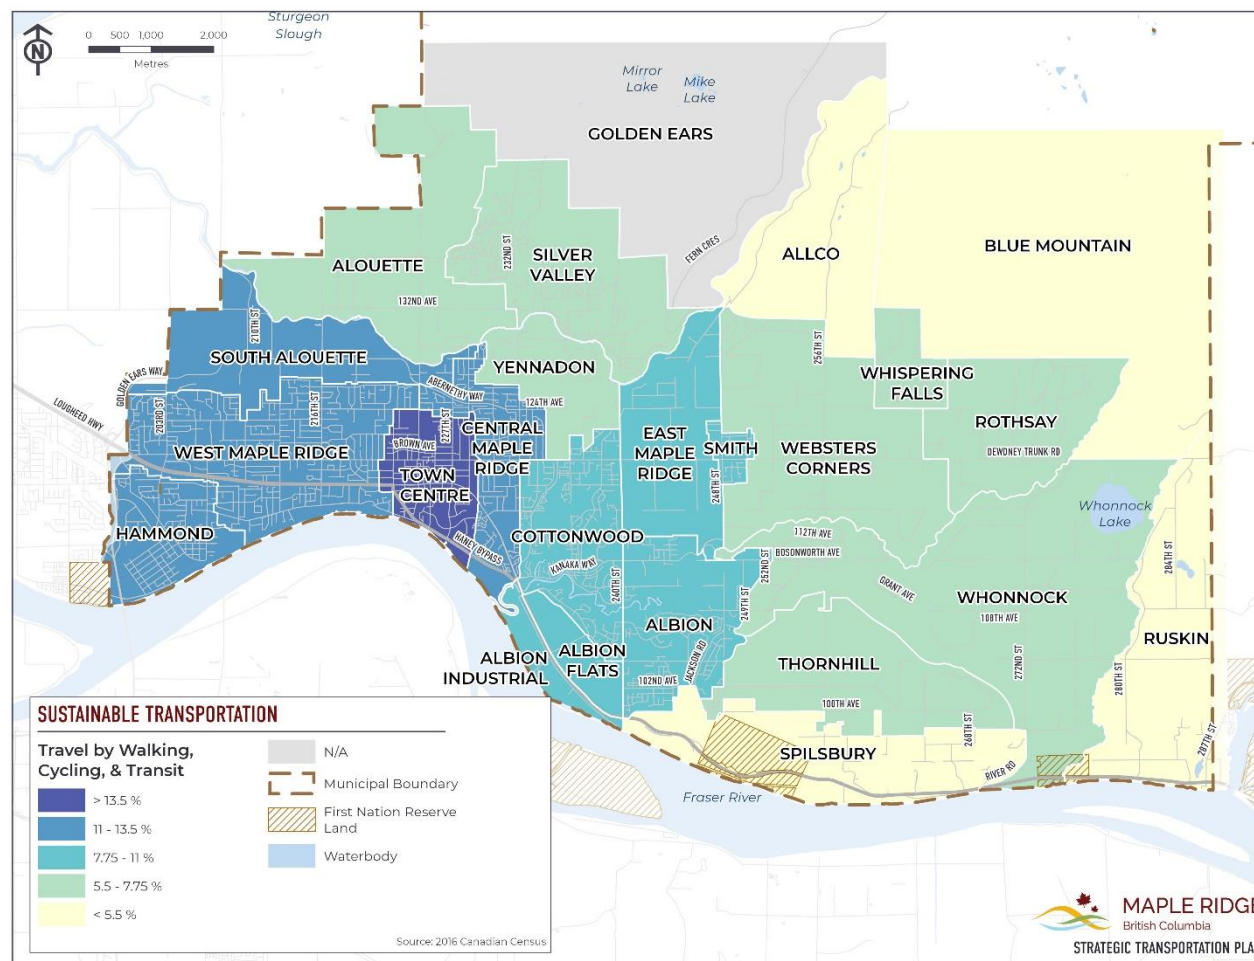 Sturgeon
Slough
N
0 500 1,000 2,000
Metres
Mirror
Lake
Mike
Lake
GOLDEN EARS
FERN CRES
ALLCO
BLUE MOUNTAIN
232ND ST
SILVER
VALLEY
ALOUETTE
132ND AVE
210TH ST
SOUTH ALOUETTE
YENNADON
256TH ST
WHISPERING
FALLS
GOLDEN EARS WAY
ABERNETHY WAY
124TH AVE
LOUGHEED HWY
203RD ST
216TH ST
227TH ST
ROTHSAY
WEST MAPLE RIDGE
BROWN AVE
CENTRAL
MAPLE
RIDGE
EAST
MAPLE
RIDGE
SMITH
WEBSTERS
CORNERS
DEWDNEY TRUNK RD
TOWN
CENTRE
248TH ST
Whonnock
Lake
HAMMOND
HANEY BYPASS
COTTONWOOD
112TH AVE
BOSONWORTH AVE
KANAKA WAY
240TH ST
252ND ST
249TH ST
GRANT AVE
284TH ST
WHONNOCK
108TH AVE
ALBION
RUSKIN
ALBION
INDUSTRIAL
ALBION
FLATS
JACKSON RD
102ND AVE
THORNHILL
272ND ST
280TH ST
100TH AVE
268TH ST
287TH ST
SPILSBURY
RIVER RD
Fraser River
SUSTAINABLE TRANSPORTATION
Travel by Walking,
Cycling, & Transit
> 13.5 %
11 - 13.5 %
7.75 - 11 %
5.5 - 7.75 %
< 5.5 %
N/A
Municipal Boundary
First Nation Reserve
Land
Waterbody
Source: 2016 Canadian Census
MAPLE RIDGE
British Columbia
STRATEGIC TRANSPORTATION PLA